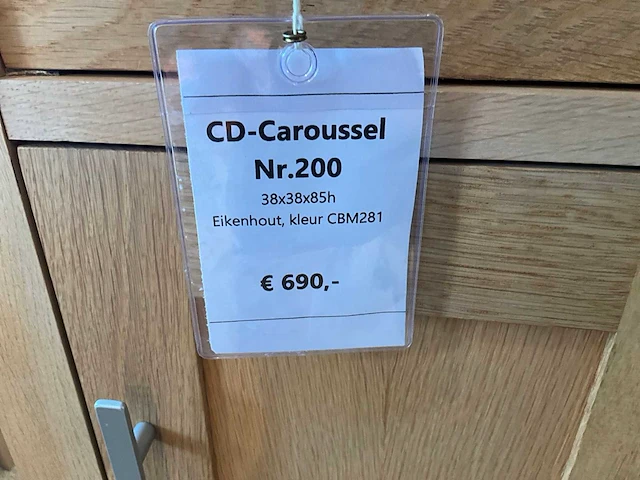 CD-Caroussel
Nr.200
38x38x85h
Eikenhout, kleur CBM281
€ 690,-